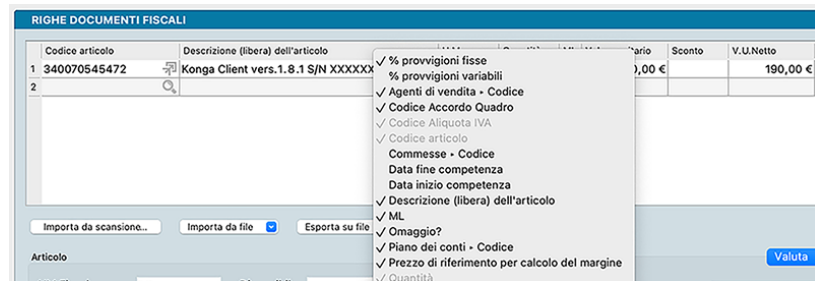 RIGHE DOCUMENTI FISCALI
Codice articolo Descrizione (libera) dell'articolo Sconto V.U.Netto
1 340070545472 Konga Client vers.1.8.1 S/N XXXXXX 0,00 € 190,00 €
2
✓ % provvigioni fisse
% provvigioni variabili
✓ Agenti di vendita ▸ Codice
✓ Codice Accordo Quadro
✓ Codice Aliquota IVA
✓ Codice articolo
Commesse ▸ Codice
Data fine competenza
Data inizio competenza
✓ Descrizione (libera) dell'articolo
✓ ML
✓ Omaggio?
✓ Piano dei conti ▸ Codice
✓ Prezzo di riferimento per calcolo del margine
✓ Quantità
Importa da scansione... Importa da file Esporta su file
Articolo Valuta